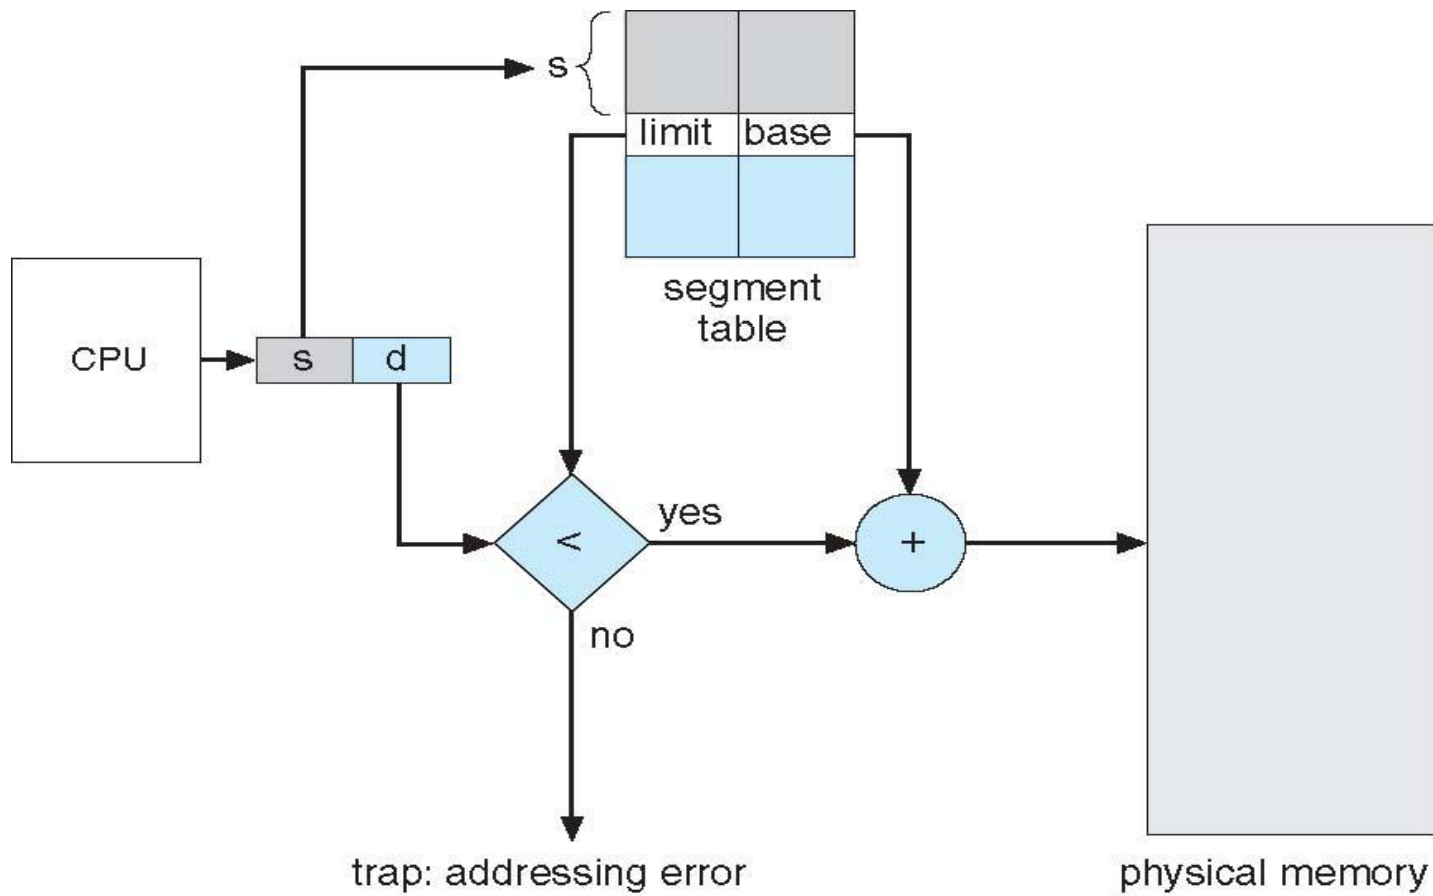 s
limit base
segment
table
CPU
s d
<
yes
+
no
trap: addressing error
physical memory